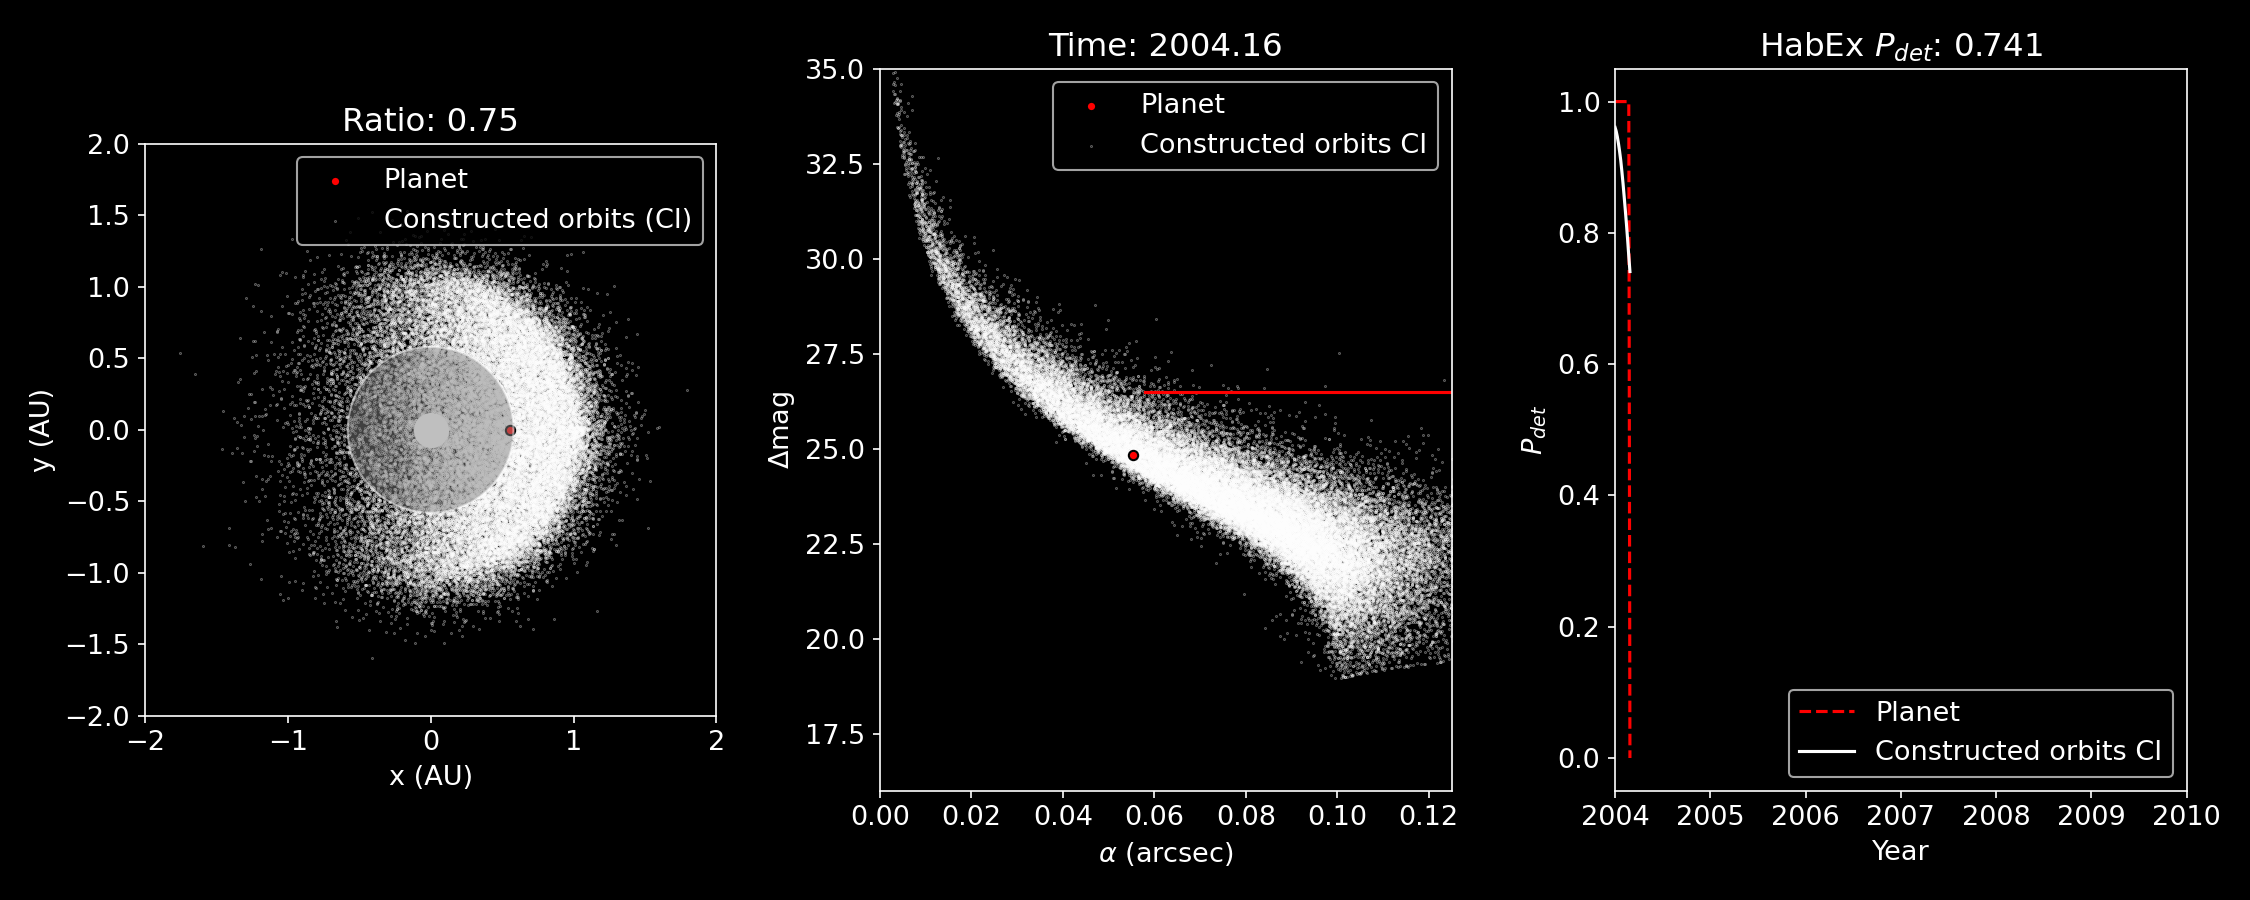 Ratio: 0.75
Planet
Constructed orbits (CI)
2.0
1.5
1.0
0.5
0.0
−0.5
−1.0
−1.5
−2.0
y (AU)
−2 −1 0 1 2
x (AU)
Time: 2004.16
Planet
Constructed orbits CI
35.0
32.5
30.0
27.5
25.0
22.5
20.0
17.5
Δmag
0.00 0.02 0.04 0.06 0.08 0.10 0.12
α (arcsec)
HabEx P_det: 0.741
1.0
0.8
0.6
0.4
0.2
0.0
P_det
Planet
Constructed orbits CI
2004 2005 2006 2007 2008 2009 2010
Year